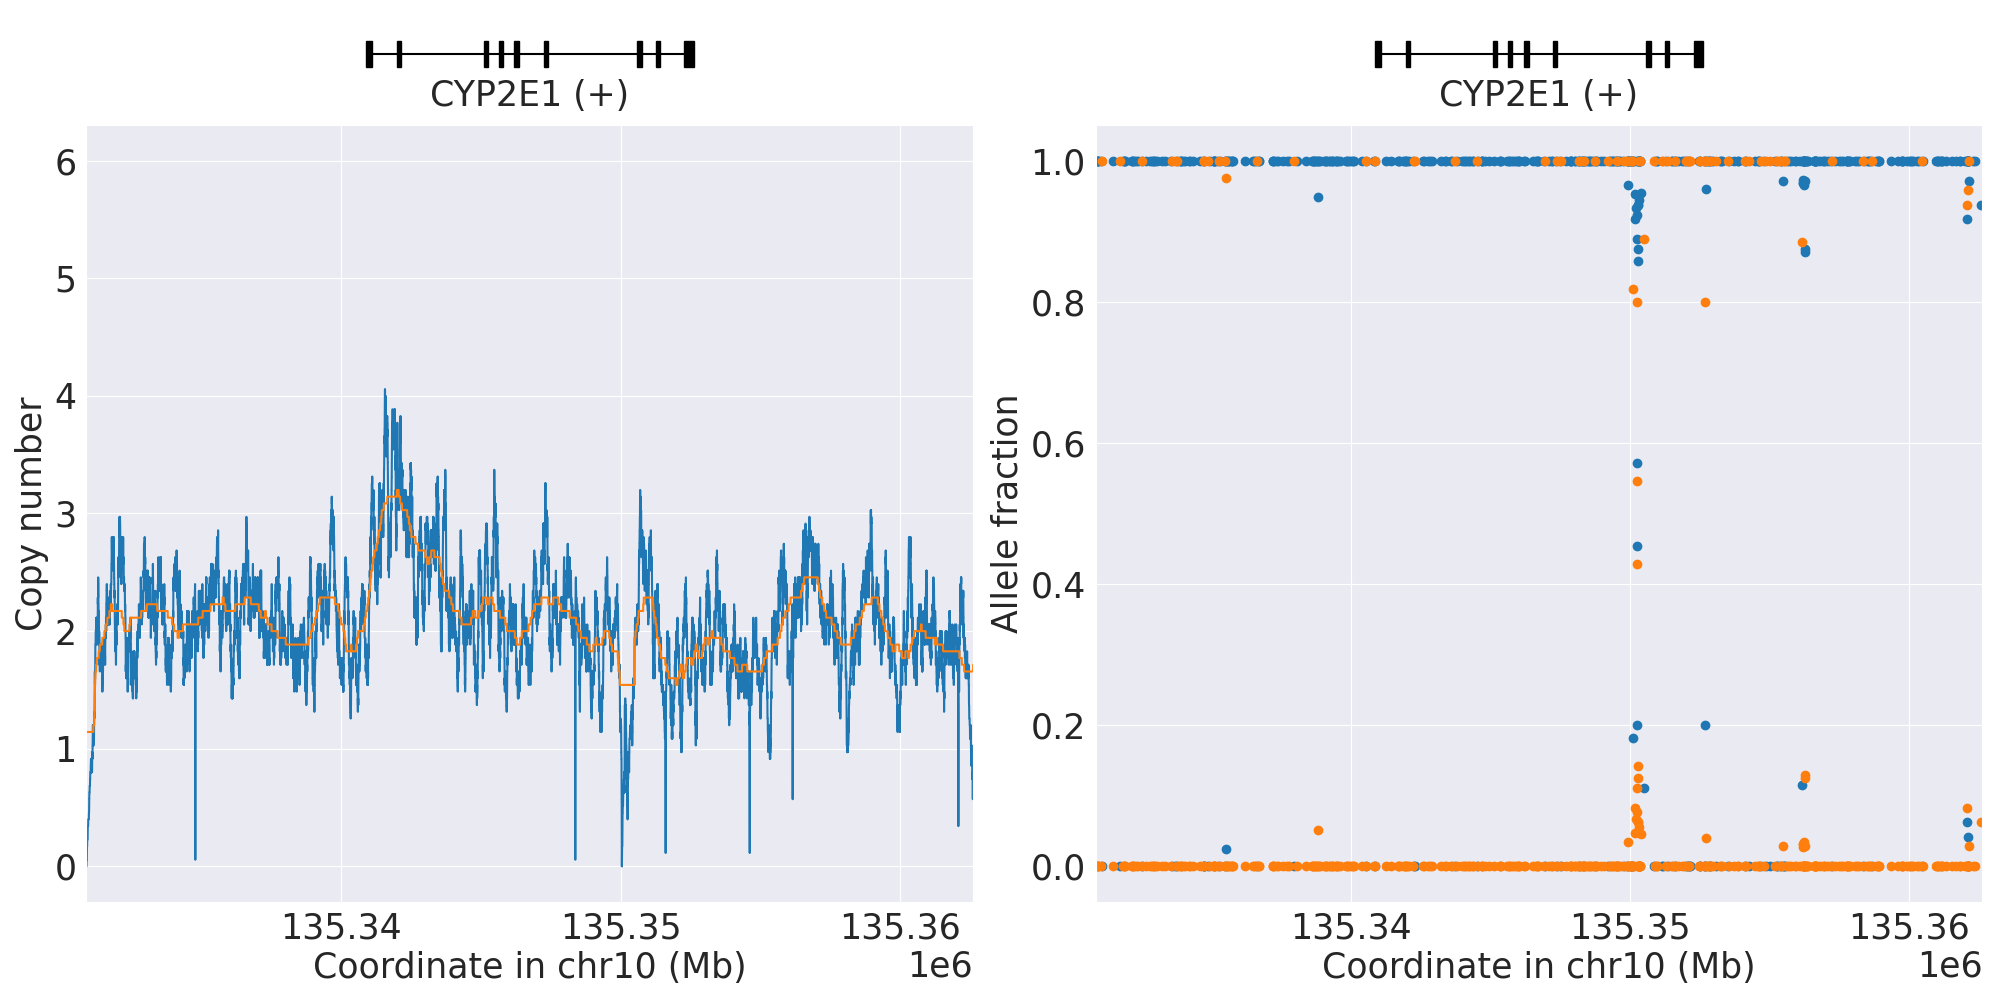 CYP2E1 (+)
6
5
4
3
2
1
0
Copy number
135.34 135.35 135.36
Coordinate in chr10 (Mb)
1e6
CYP2E1 (+)
1.0
0.8
0.6
0.4
0.2
0.0
Allele fraction
135.34 135.35 135.36
Coordinate in chr10 (Mb)
1e6